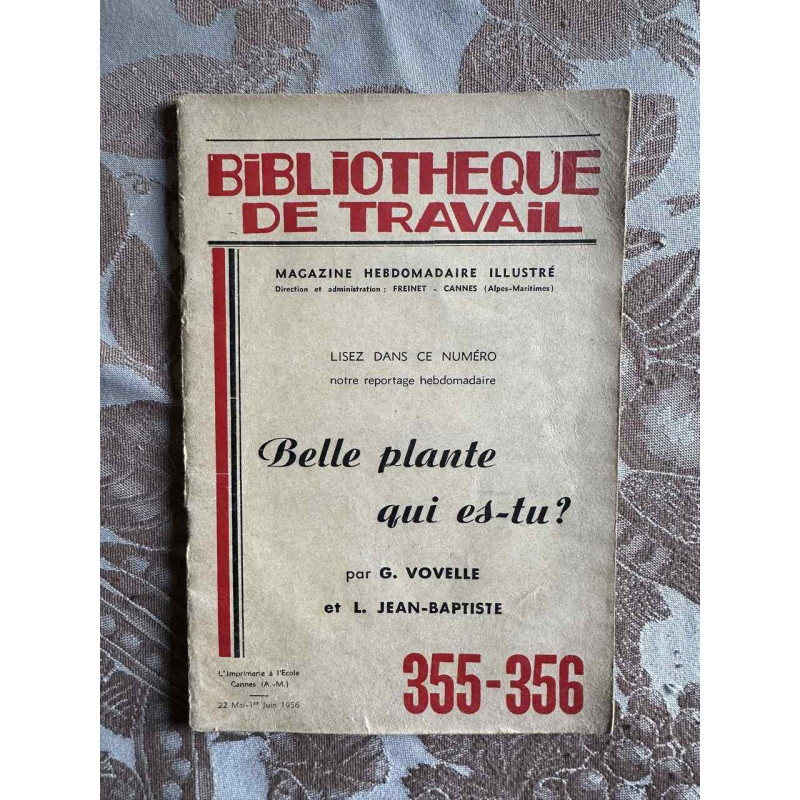 BiBLiOTHEQUE
DE TRAVAiL
MAGAZINE HEBDOMADAIRE ILLUSTRÉ
Direction et administration : FREINET - CANNES (Alpes-Maritimes)
LISEZ DANS CE NUMÉRO
notre reportage hebdomadaire
Belle plante
qui es-tu ?
par G. VOVELLE
et L. JEAN-BAPTISTE
355-356
L'Imprimerie à l'Ecole
Cannes (A.-M.)
22 Mai-1er Juin 1956